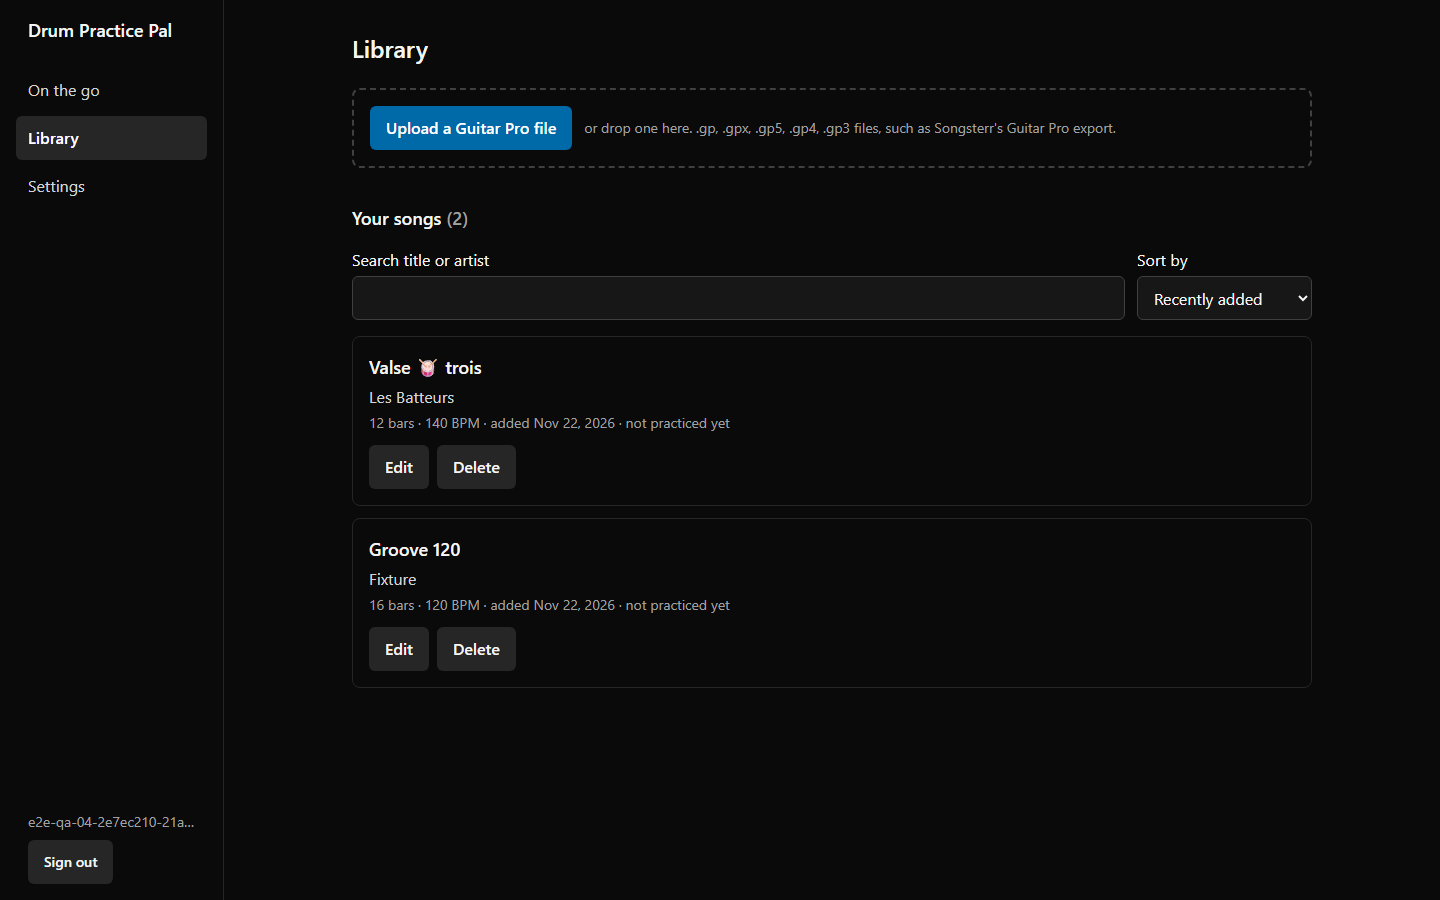 Drum Practice Pal
On the go
Library
Settings
e2e-qa-04-2e7ec210-21a...
Sign out
Library
Upload a Guitar Pro file or drop one here. .gp, .gpx, .gp5, .gp4, .gp3 files, such as Songsterr's Guitar Pro export.
Your songs (2)
Search title or artist
Sort by
Recently added
Valse 🥁 trois
Les Batteurs
12 bars · 140 BPM · added Nov 22, 2026 · not practiced yet
Edit Delete
Groove 120
Fixture
16 bars · 120 BPM · added Nov 22, 2026 · not practiced yet
Edit Delete